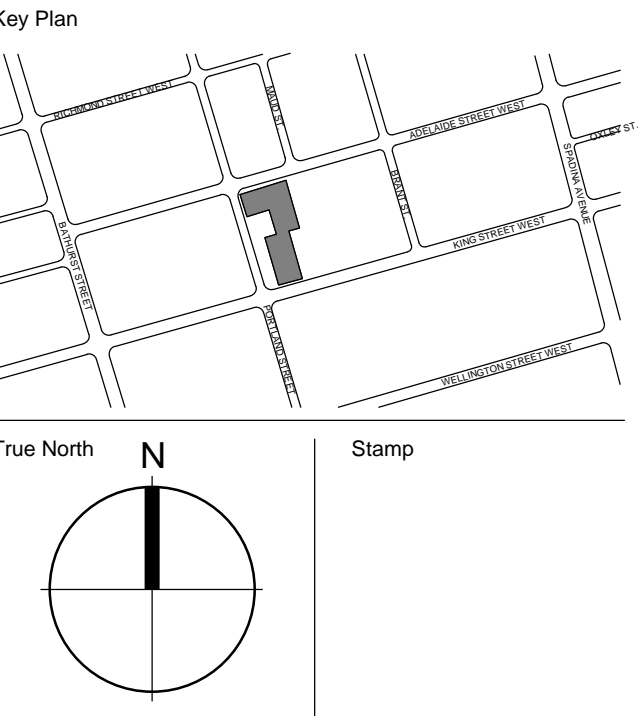 Key Plan
RICHMOND STREET WEST
MAUD ST.
ADELAIDE STREET WEST
OXLEY ST.
SPADINA AVENUE
BRANT ST.
KING STREET WEST
BATHURST STREET
PORTLAND STREET
WELLINGTON STREET WEST
True North
N
Stamp